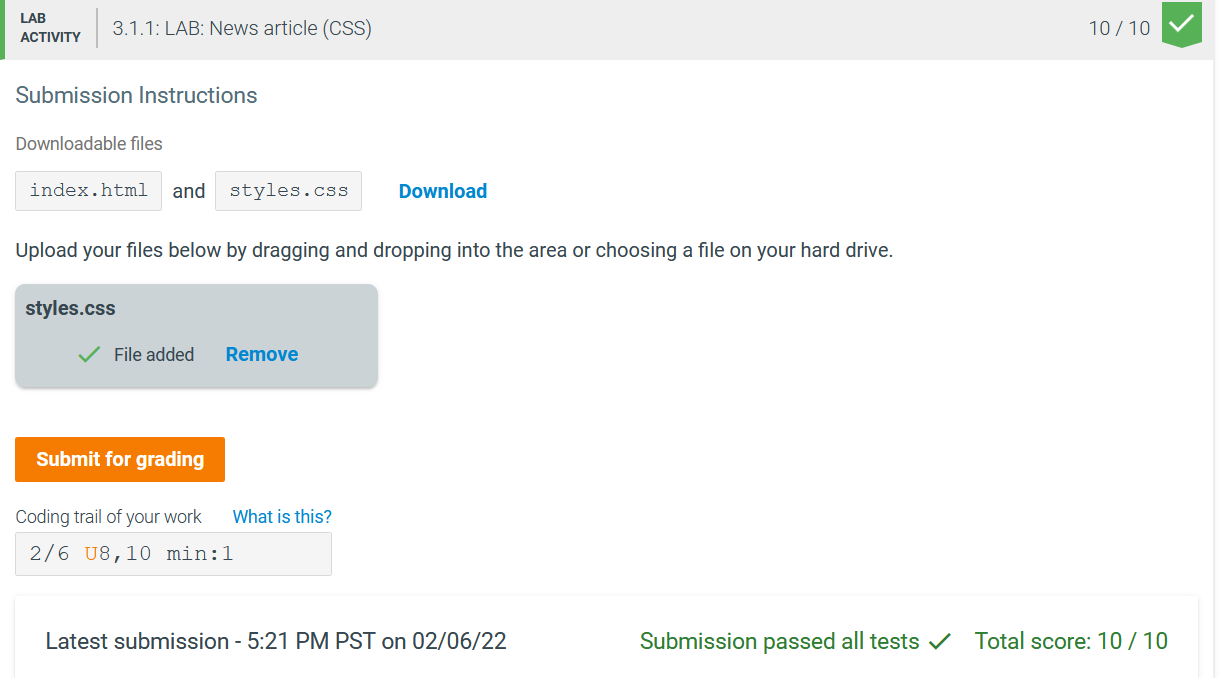 LAB
ACTIVITY
3.1.1: LAB: News article (CSS)
10 / 10
Submission Instructions
Downloadable files
index.html and styles.css Download
Upload your files below by dragging and dropping into the area or choosing a file on your hard drive.
styles.css
File added Remove
Submit for grading
Coding trail of your work What is this?
2/6 U8,10 min:1
Latest submission - 5:21 PM PST on 02/06/22 Submission passed all tests Total score: 10 / 10